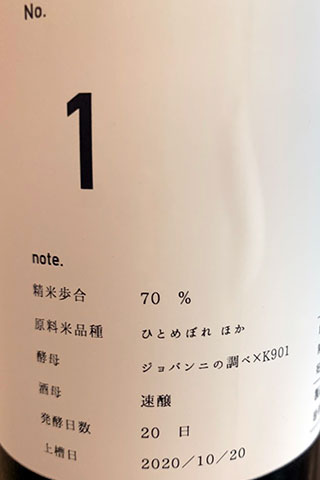 No.
1
note.
精米歩合 70 %
原料米品種 ひとめぼれ ほか
酵母 ジョバンニの調べ×K901
酒母 速醸
発酵日数 20 日
上槽日 2020/10/20